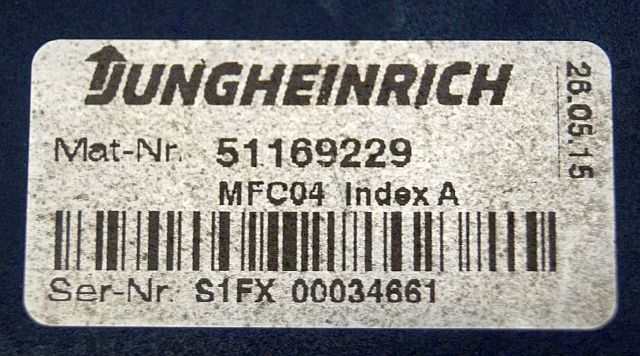 JUNGHEINRICH
26.05.15
Mat-Nr. 51169229
MFC04 Index A
Ser-Nr. S1FX 00034661